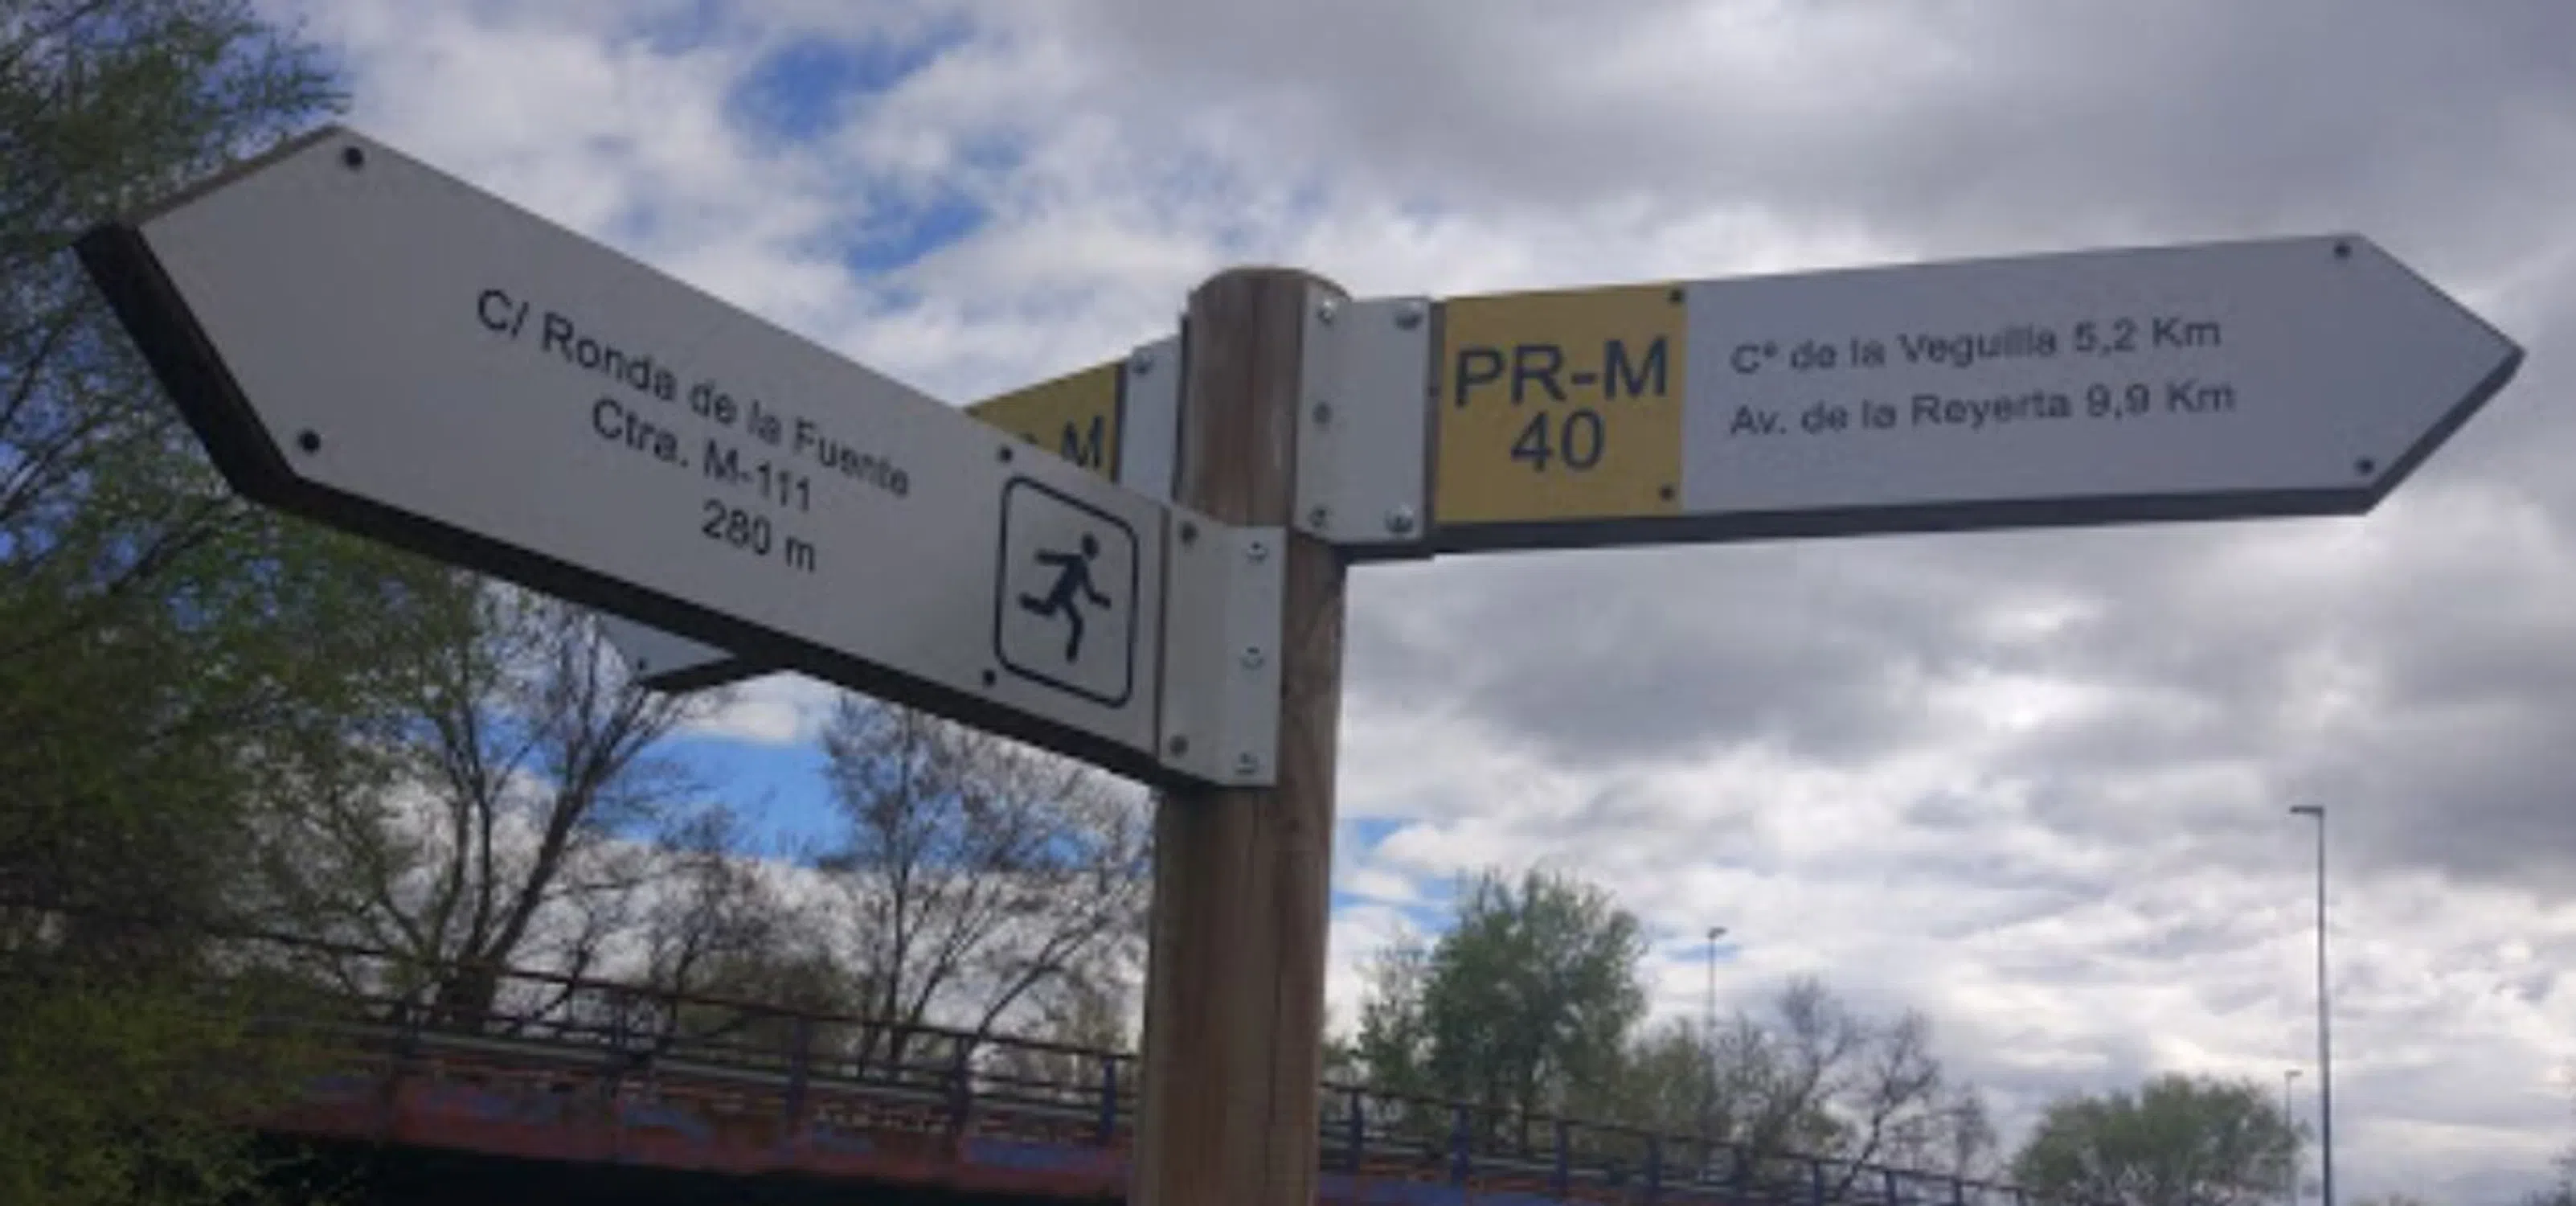 C/ Ronda de la Fuente
Ctra. M-111
280 m
M
PR-M
40
Cº de la Veguilla 5,2 Km
Av. de la Reyerta 9,9 Km